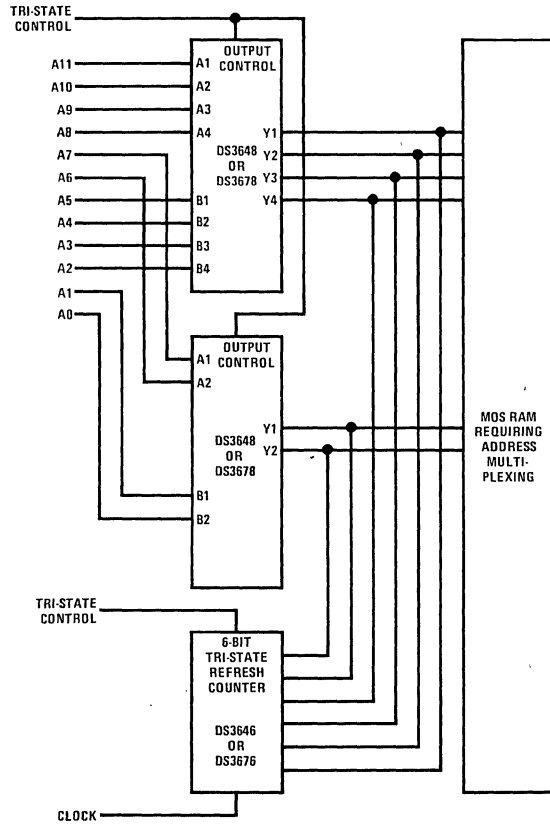 TRI-STATE
CONTROL
OUTPUT
CONTROL
A11
A10
A9
A8
A7
A6
A5
A4
A3
A2
A1
A0
A1
A2
A3
A4
B1
B2
B3
B4
DS3648
OR
DS3678
Y1
Y2
Y3
Y4
OUTPUT
CONTROL
A1
A2
B1
B2
DS3648
OR
DS3678
Y1
Y2
MOS RAM
REQUIRING
ADDRESS
MULTI-
PLEXING
TRI-STATE
CONTROL
6-BIT
TRI-STATE
REFRESH
COUNTER
DS3646
OR
DS3676
CLOCK